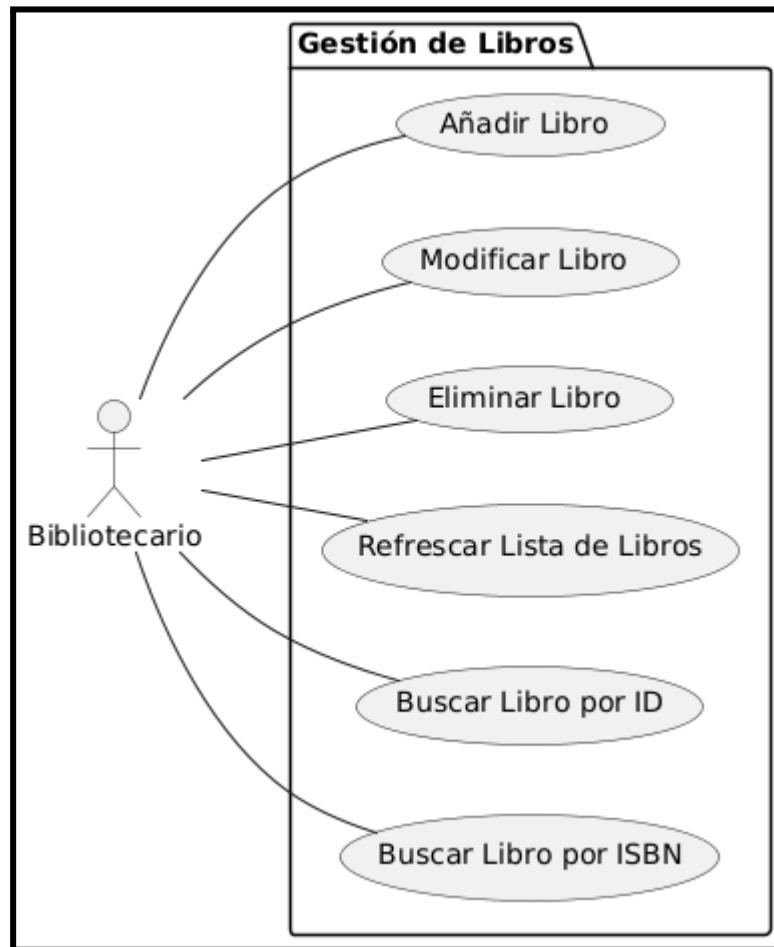 Gestión de Libros
Añadir Libro
Modificar Libro
Eliminar Libro
Refrescar Lista de Libros
Bibliotecario
Buscar Libro por ID
Buscar Libro por ISBN